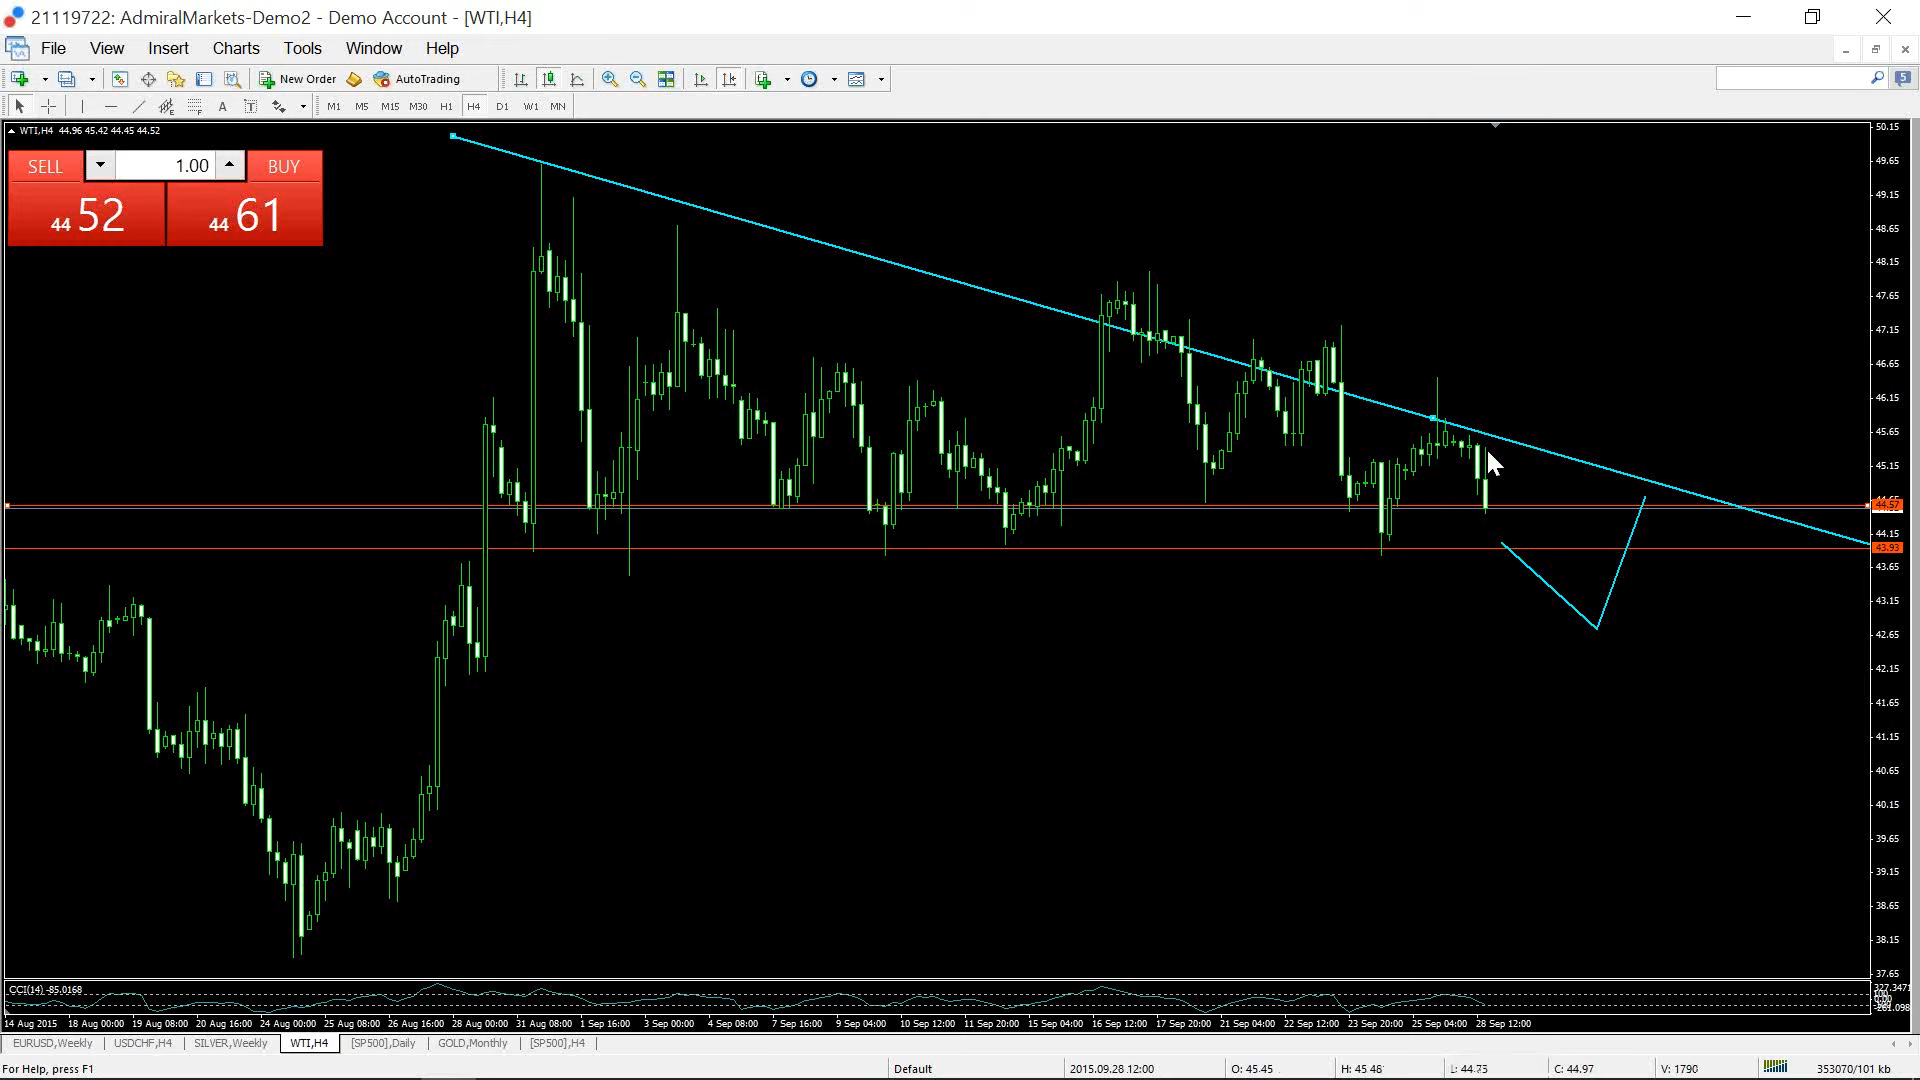 21119722: AdmiralMarkets-Demo2 - Demo Account - [WTI,H4]
File View Insert Charts Tools Window Help
New Order AutoTrading 5
A T M1 M5 M15 M30 H1 H4 D1 W1 MN
WTI,H4 44.96 45.42 44.45 44.52
SELL 1.00 BUY
44 52 44 61
50.15
49.65
49.15
48.65
48.15
47.65
47.15
46.65
46.15
45.65
45.15
44.57
44.15
43.93
43.65
43.15
42.65
42.15
41.65
41.15
40.65
40.15
39.65
39.15
38.65
38.15
37.65
CCI(14) -85.0168
327.3471
14 Aug 2015 18 Aug 00:00 19 Aug 08:00 20 Aug 16:00 24 Aug 00:00 25 Aug 08:00 26 Aug 16:00 28 Aug 00:00 31 Aug 08:00 1 Sep 16:00 3 Sep 00:00 4 Sep 08:00 7 Sep 16:00 9 Sep 04:00 10 Sep 12:00 11 Sep 20:00 15 Sep 04:00 16 Sep 12:00 17 Sep 20:00 21 Sep 04:00 22 Sep 12:00 23 Sep 20:00 25 Sep 04:00 28 Sep 12:00
EURUSD,Weekly USDCHF,H4 SILVER,Weekly WTI,H4 [SP500],Daily GOLD,Monthly [SP500],H4
For Help, press F1 Default 2015.09.28 12:00 O: 45.45 H: 45.48 L: 44.75 C: 44.97 V: 1790 353070/101 kb